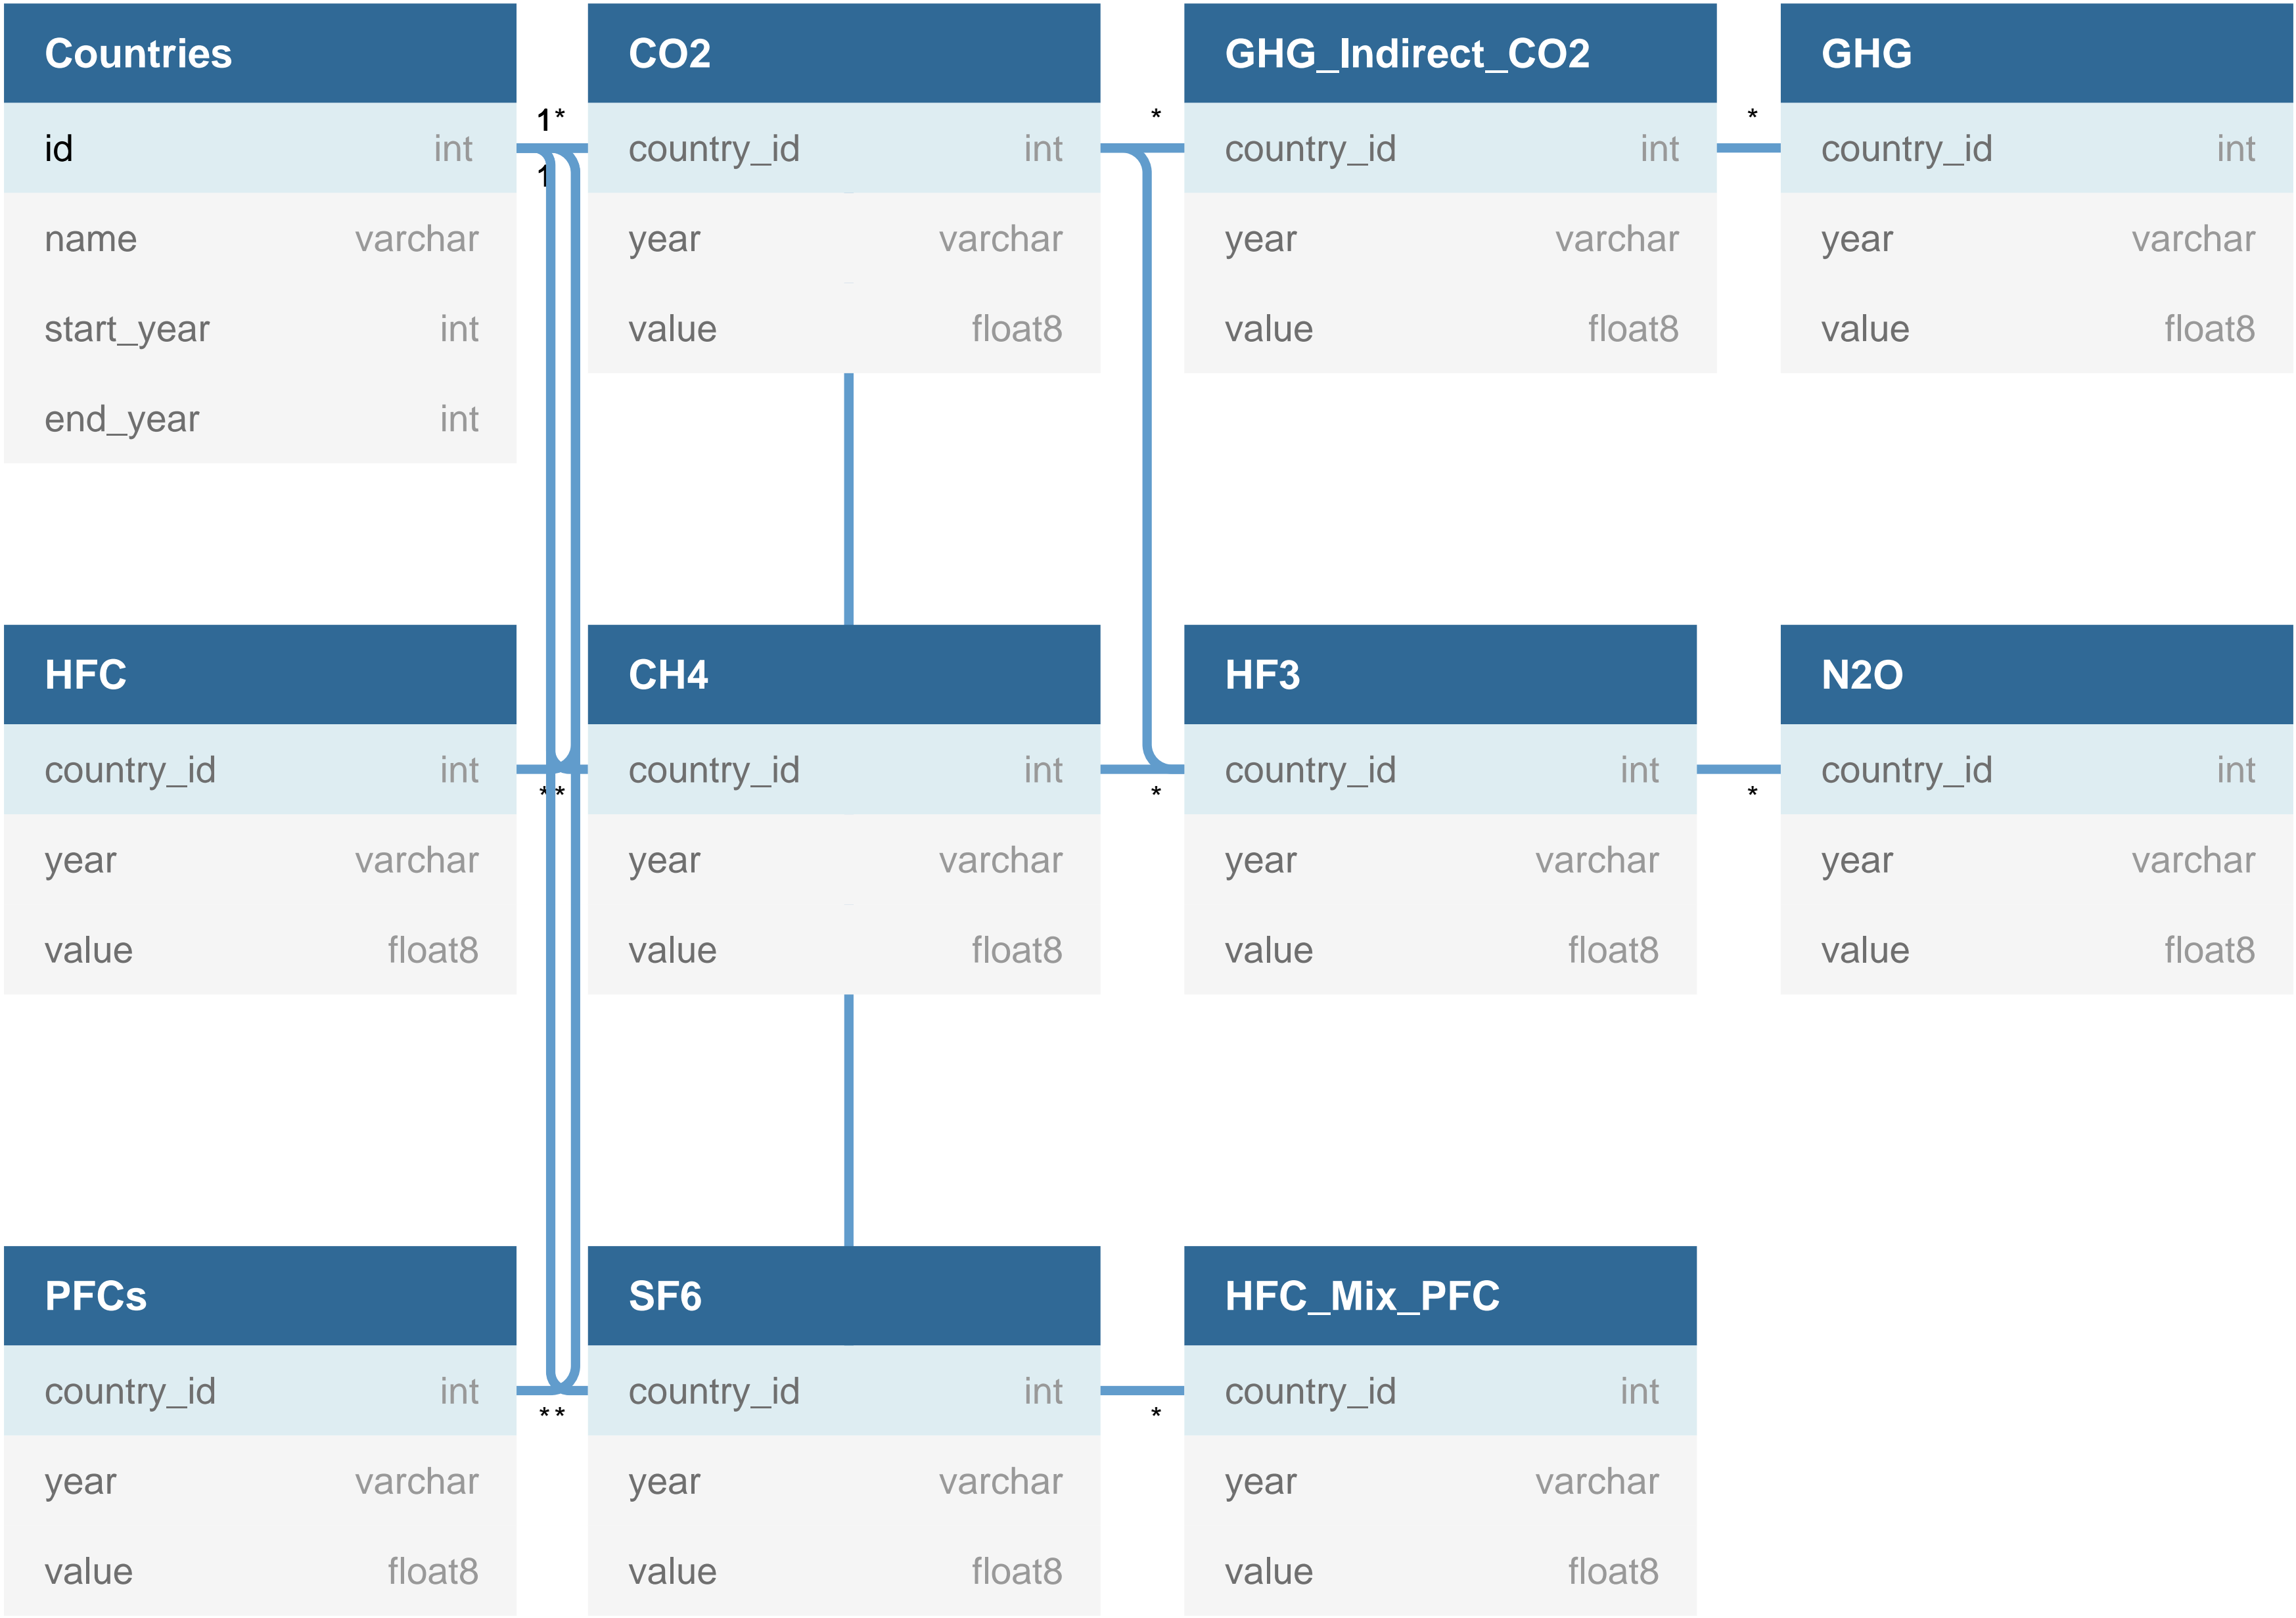 Countries
id int
name varchar
start_year int
end_year int
1*
1
CO2
country_id int
year varchar
value float8
*
GHG_Indirect_CO2
country_id int
year varchar
value float8
*
GHG
country_id int
year varchar
value float8
HFC
country_id int
year varchar
value float8
**
CH4
country_id int
year varchar
value float8
*
HF3
country_id int
year varchar
value float8
*
N2O
country_id int
year varchar
value float8
PFCs
country_id int
year varchar
value float8
**
SF6
country_id int
year varchar
value float8
*
HFC_Mix_PFC
country_id int
year varchar
value float8